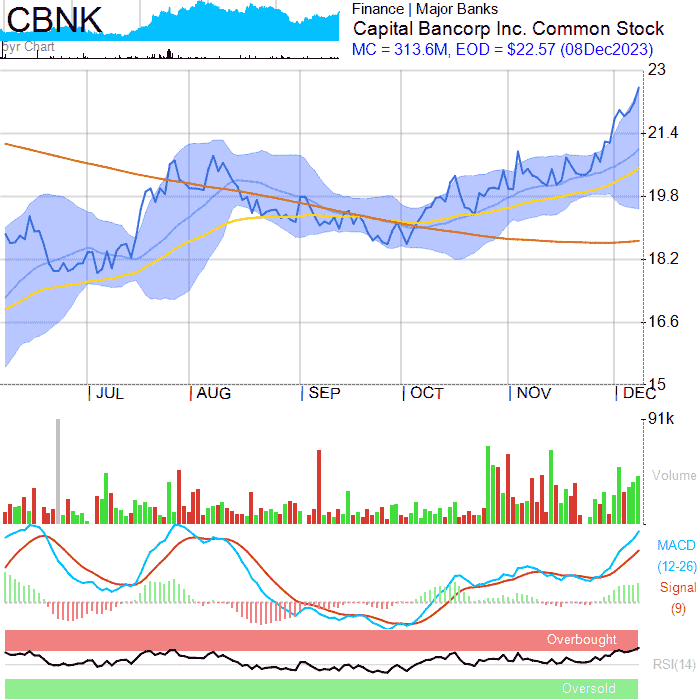 CBNK
Finance | Major Banks
Capital Bancorp Inc. Common Stock
MC = 313.6M, EOD = $22.57 (08Dec2023)
5yr Chart
23
21.4
19.8
18.2
16.6
15
JUL
AUG
SEP
OCT
NOV
DEC
91k
Volume
MACD
(12-26)
Signal
(9)
Overbought
RSI(14)
Oversold